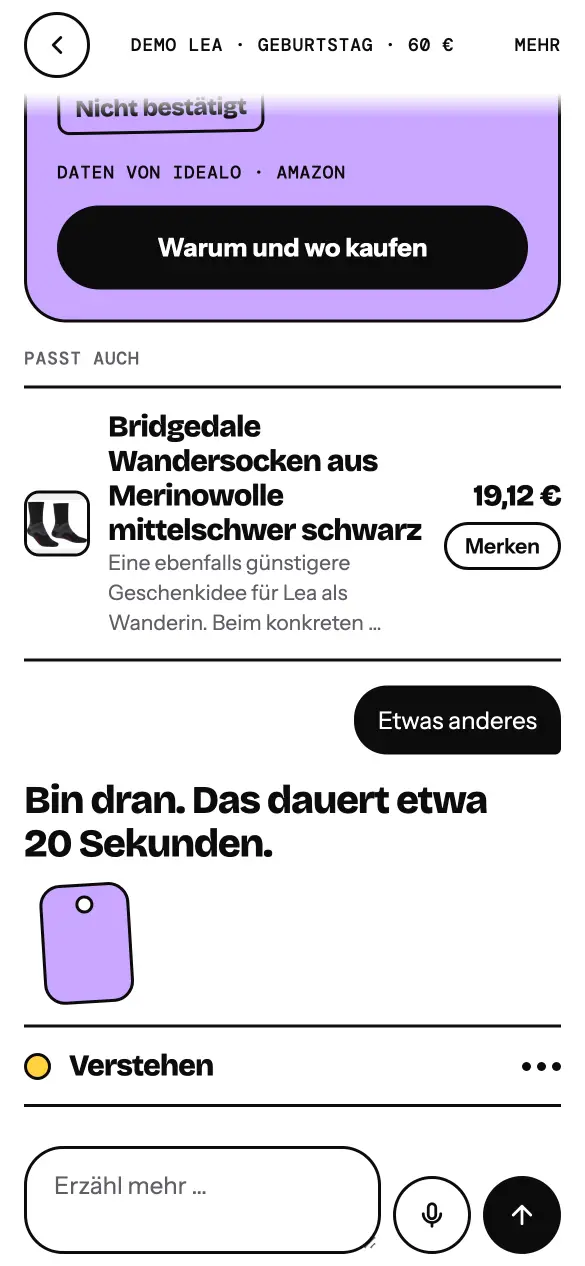 DEMO LEA · GEBURTSTAG · 60 €
MEHR
Nicht bestätigt
DATEN VON IDEALO · AMAZON
Warum und wo kaufen
PASST AUCH
Bridgedale
Wandersocken aus
Merinowolle
mittelschwer schwarz
19,12 €
Merken
Eine ebenfalls günstigere
Geschenkidee für Lea als
Wanderin. Beim konkreten ...
Etwas anderes
Bin dran. Das dauert etwa
20 Sekunden.
Verstehen
Erzähl mehr ...